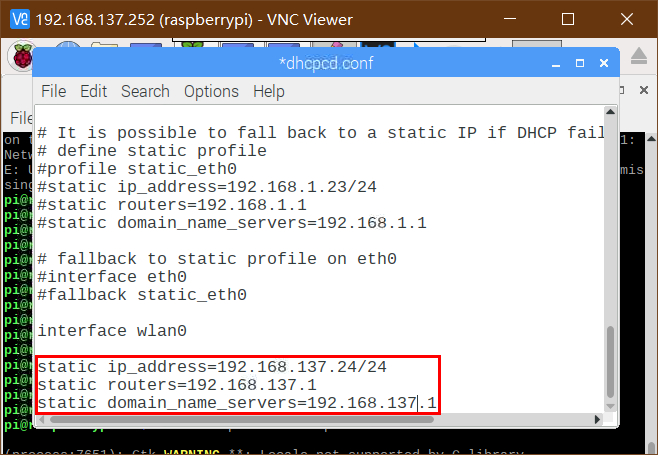 192.168.137.252 (raspberrypi) - VNC Viewer
*dhcpcd.conf
File Edit Search Options Help
# It is possible to fall back to a static IP if DHCP fail
# define static profile
#profile static_eth0
#static ip_address=192.168.1.23/24
#static routers=192.168.1.1
#static domain_name_servers=192.168.1.1
# fallback to static profile on eth0
#interface eth0
#fallback static_eth0
interface wlan0
static ip_address=192.168.137.24/24
static routers=192.168.137.1
static domain_name_servers=192.168.137.1